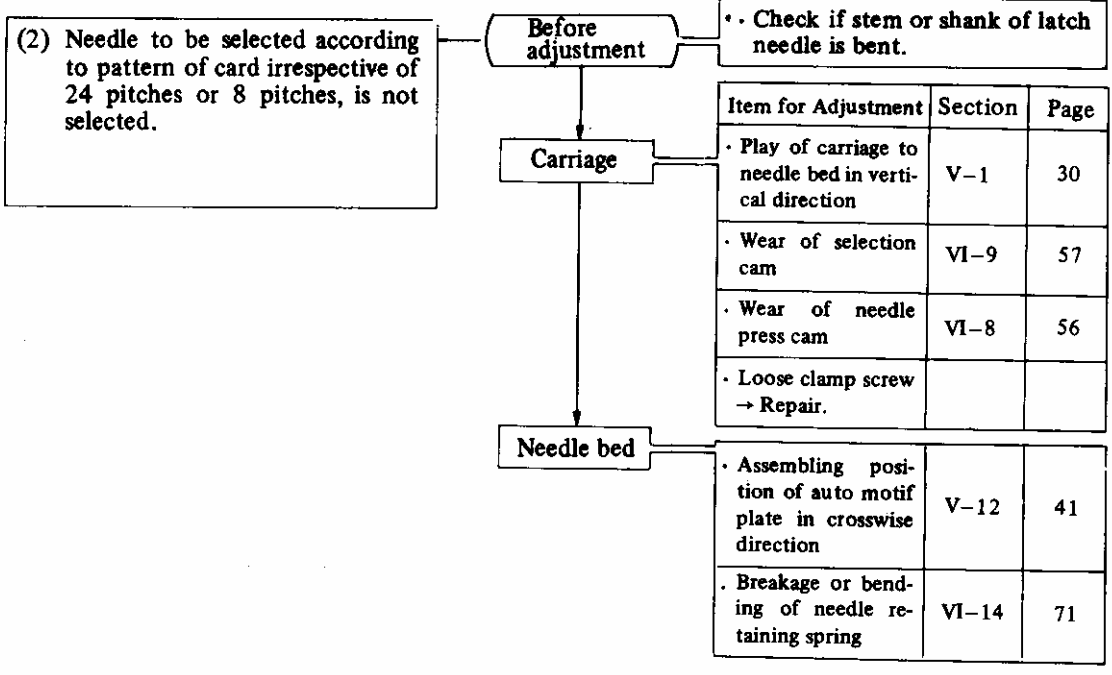 (2) Needle to be selected according
to pattern of card irrespective of
24 pitches or 8 pitches, is not
selected.
Before
adjustment
· · Check if stem or shank of latch
needle is bent.
Carriage
Item for Adjustment Section Page
· Play of carriage to
needle bed in verti-
cal direction
V-1 30
· Wear of selection
cam
VI-9 57
· Wear of needle
press cam
VI-8 56
· Loose clamp screw
→ Repair.
Needle bed
· Assembling posi-
tion of auto motif
plate in crosswise
direction
V-12 41
. Breakage or bend-
ing of needle re-
taining spring
VI-14 71